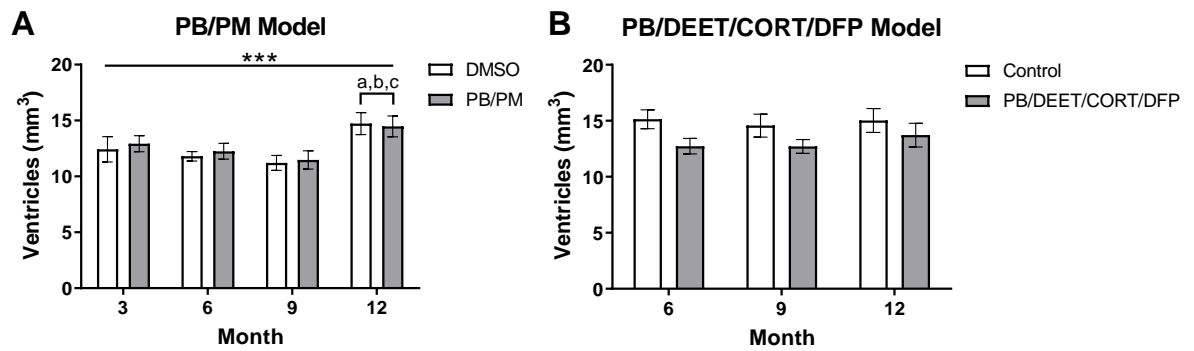 A
PB/PM Model
***
a,b,c
DMSO
PB/PM
Ventricles (mm³)
20
15
10
5
0
3 6 9 12
Month
B
PB/DEET/CORT/DFP Model
Control
PB/DEET/CORT/DFP
Ventricles (mm³)
20
15
10
5
0
6 9 12
Month